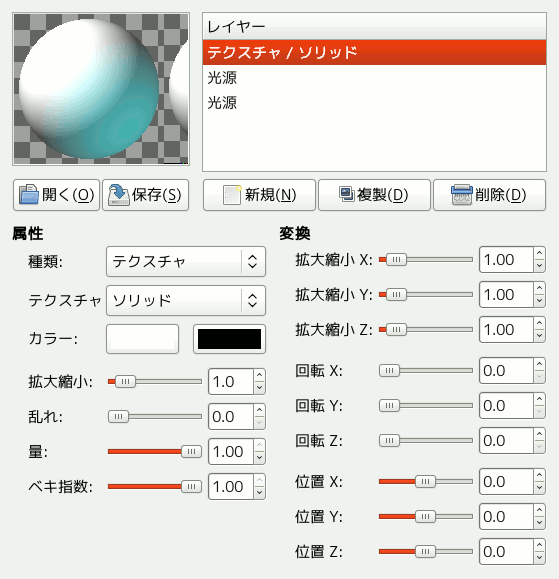 レイヤー
テクスチャ / ソリッド
光源
光源
開く(O) 保存(S) 新規(N) 複製(D) 削除(D)
属性
種類: テクスチャ
テクスチャ ソリッド
カラー:
拡大縮小: 1.0
乱れ: 0.0
量: 1.00
ベキ指数: 1.00
変換
拡大縮小 X: 1.00
拡大縮小 Y: 1.00
拡大縮小 Z: 1.00
回転 X: 0.0
回転 Y: 0.0
回転 Z: 0.0
位置 X: 0.0
位置 Y: 0.0
位置 Z: 0.0